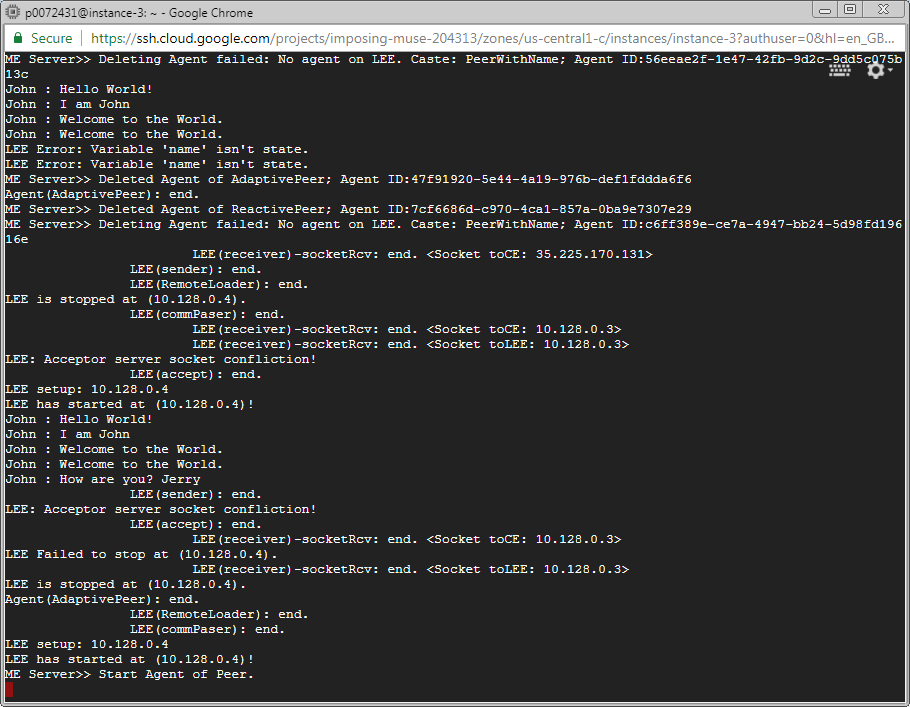 p0072431@instance-3: ~ - Google Chrome
Secure https://ssh.cloud.google.com/projects/imposing-muse-204313/zones/us-central1-c/instances/instance-3?authuser=0&hl=en_GB...
ME Server>> Deleting Agent failed: No agent on LEE. Caste: PeerWithName; Agent ID:56eeae2f-1e47-42fb-9d2c-9dd5c075b
13c
John : Hello World!
John : I am John
John : Welcome to the World.
John : Welcome to the World.
LEE Error: Variable 'name' isn't state.
LEE Error: Variable 'name' isn't state.
ME Server>> Deleted Agent of AdaptivePeer; Agent ID:47f91920-5e44-4a19-976b-def1fddda6f6
Agent(AdaptivePeer): end.
ME Server>> Deleted Agent of ReactivePeer; Agent ID:7cf6686d-c970-4ca1-857a-0ba9e7307e29
ME Server>> Deleting Agent failed: No agent on LEE. Caste: PeerWithName; Agent ID:c6ff389e-ce7a-4947-bb24-5d98fd196
16e
LEE(receiver)-socketRcv: end. <Socket toCE: 35.225.170.131>
LEE(sender): end.
LEE(RemoteLoader): end.
LEE is stopped at (10.128.0.4).
LEE(commPaser): end.
LEE(receiver)-socketRcv: end. <Socket toCE: 10.128.0.3>
LEE(receiver)-socketRcv: end. <Socket toLEE: 10.128.0.3>
LEE: Acceptor server socket confliction!
LEE(accept): end.
LEE setup: 10.128.0.4
LEE has started at (10.128.0.4)!
John : Hello World!
John : I am John
John : Welcome to the World.
John : Welcome to the World.
John : How are you? Jerry
LEE(sender): end.
LEE: Acceptor server socket confliction!
LEE(accept): end.
LEE(receiver)-socketRcv: end. <Socket toCE: 10.128.0.3>
LEE Failed to stop at (10.128.0.4).
LEE(receiver)-socketRcv: end. <Socket toLEE: 10.128.0.3>
LEE is stopped at (10.128.0.4).
Agent(AdaptivePeer): end.
LEE(RemoteLoader): end.
LEE(commPaser): end.
LEE setup: 10.128.0.4
LEE has started at (10.128.0.4)!
ME Server>> Start Agent of Peer.